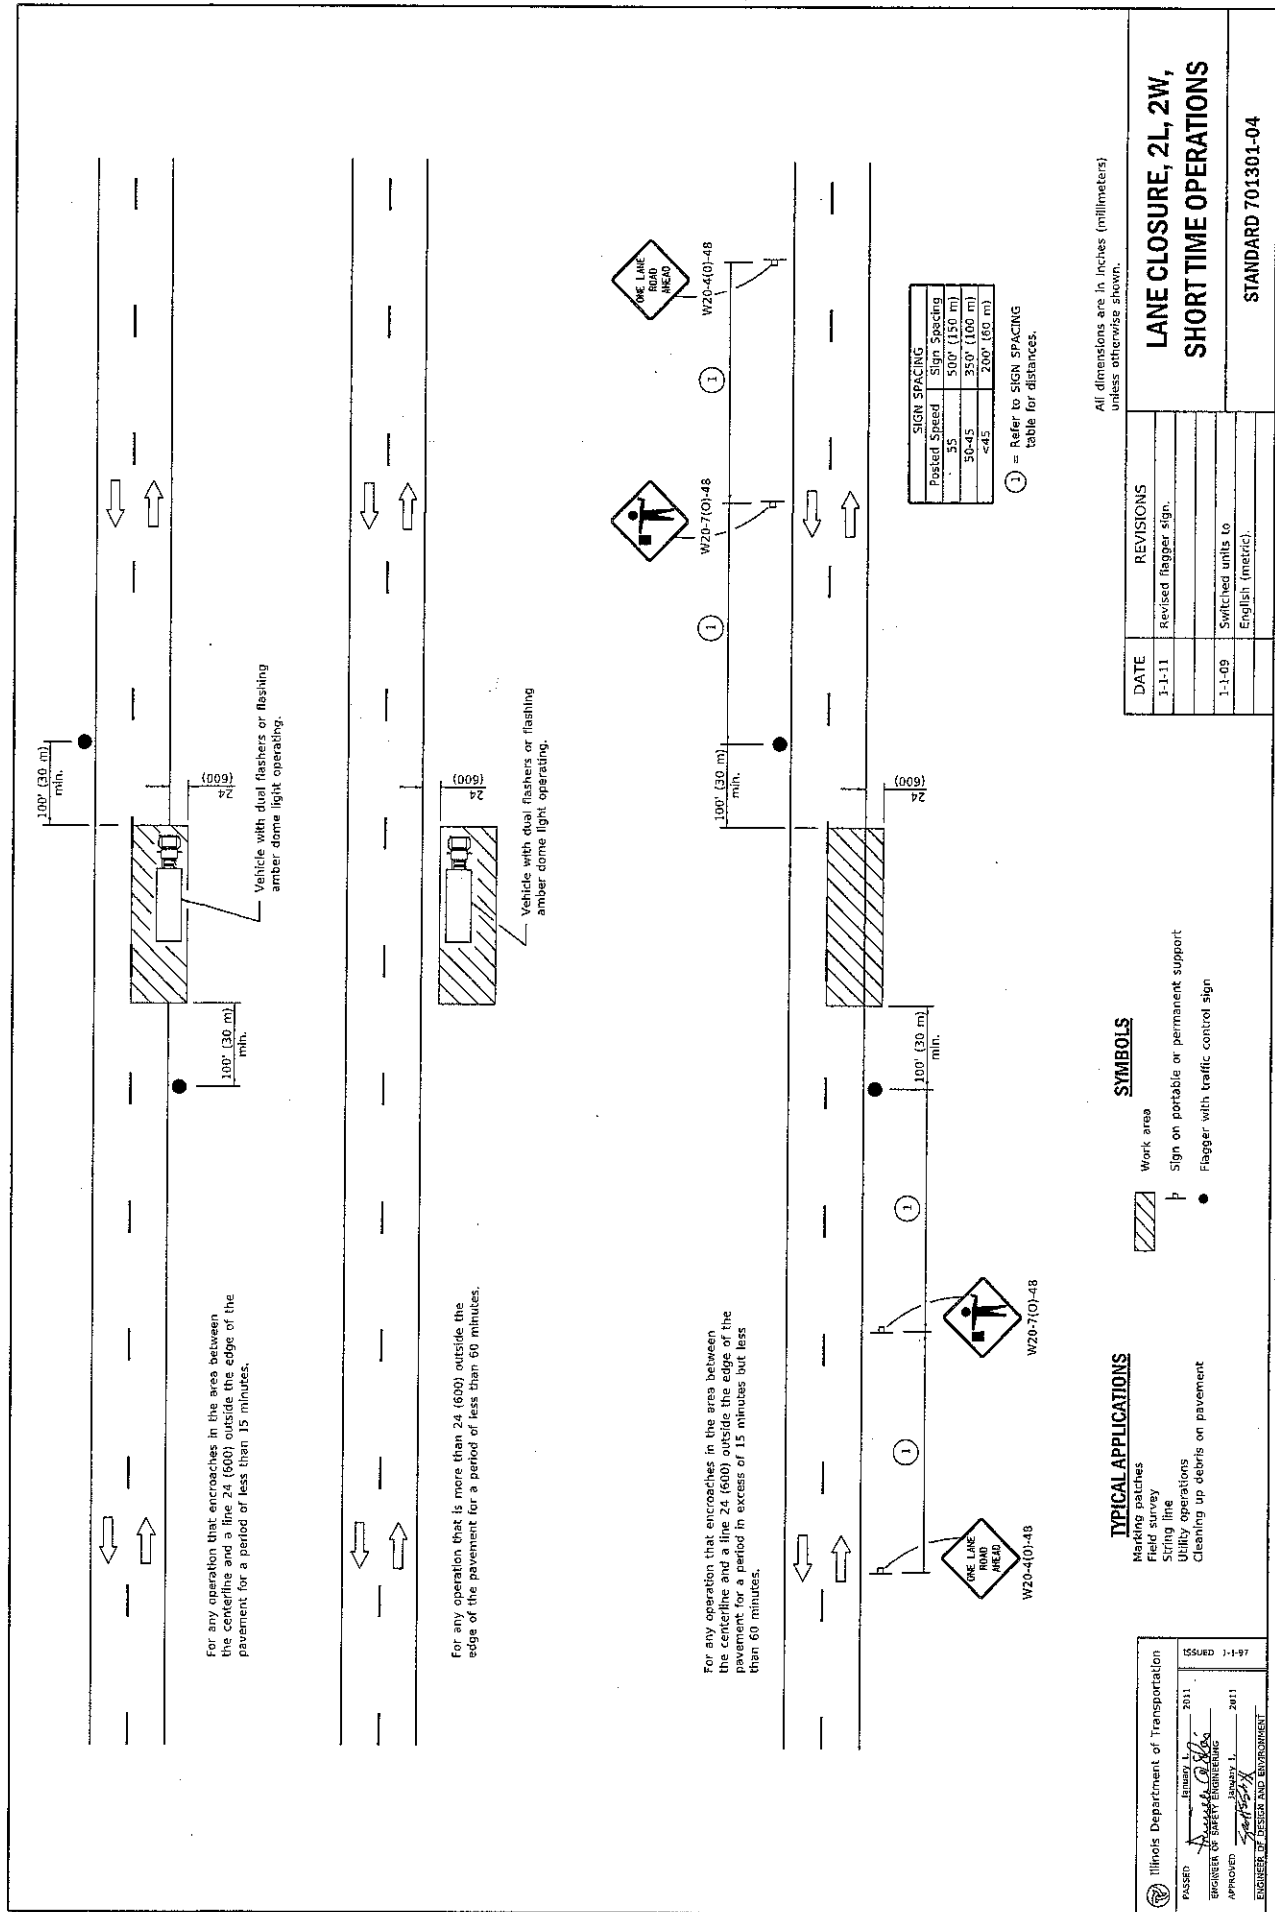 100' (30 m)
min.
24
(600)
Vehicle with dual flashers or flashing
amber dome light operating.
100' (30 m)
min.
For any operation that encroaches in the area between
the centerline and a line 24 (600) outside the edge of the
pavement for a period of less than 15 minutes.
24
(600)
Vehicle with dual flashers or flashing
amber dome light operating.
For any operation that is more than 24 (600) outside the
edge of the pavement for a period of less than 60 minutes.
ONE LANE
ROAD
AHEAD
W20-4(O)-48
1
W20-7(O)-48
1
100' (30 m)
min.
24
(600)
100' (30 m)
min.
1
W20-7(O)-48
1
ONE LANE
ROAD
AHEAD
W20-4(O)-48
For any operation that encroaches in the area between
the centerline and a line 24 (600) outside the edge of the
pavement for a period in excess of 15 minutes but less
than 60 minutes.
SIGN SPACING
Posted Speed Sign Spacing
55 500' (150 m)
50-45 350' (100 m)
<45 200' (60 m)
1 = Refer to SIGN SPACING
table for distances.
TYPICAL APPLICATIONS
Marking patches
Field survey
String line
Utility operations
Cleaning up debris on pavement
SYMBOLS
Work area
Sign on portable or permanent support
Flagger with traffic control sign
All dimensions are in inches (millimeters)
unless otherwise shown.
Illinois Department of Transportation
PASSED January 1, 2011
ENGINEER OF SAFETY ENGINEERING
APPROVED January 1, 2011
ENGINEER OF DESIGN AND ENVIRONMENT
ISSUED 1-1-97
DATE REVISIONS
1-1-11 Revised flagger sign.
1-1-09 Switched units to
English (metric).
LANE CLOSURE, 2L, 2W,
SHORT TIME OPERATIONS
STANDARD 701301-04